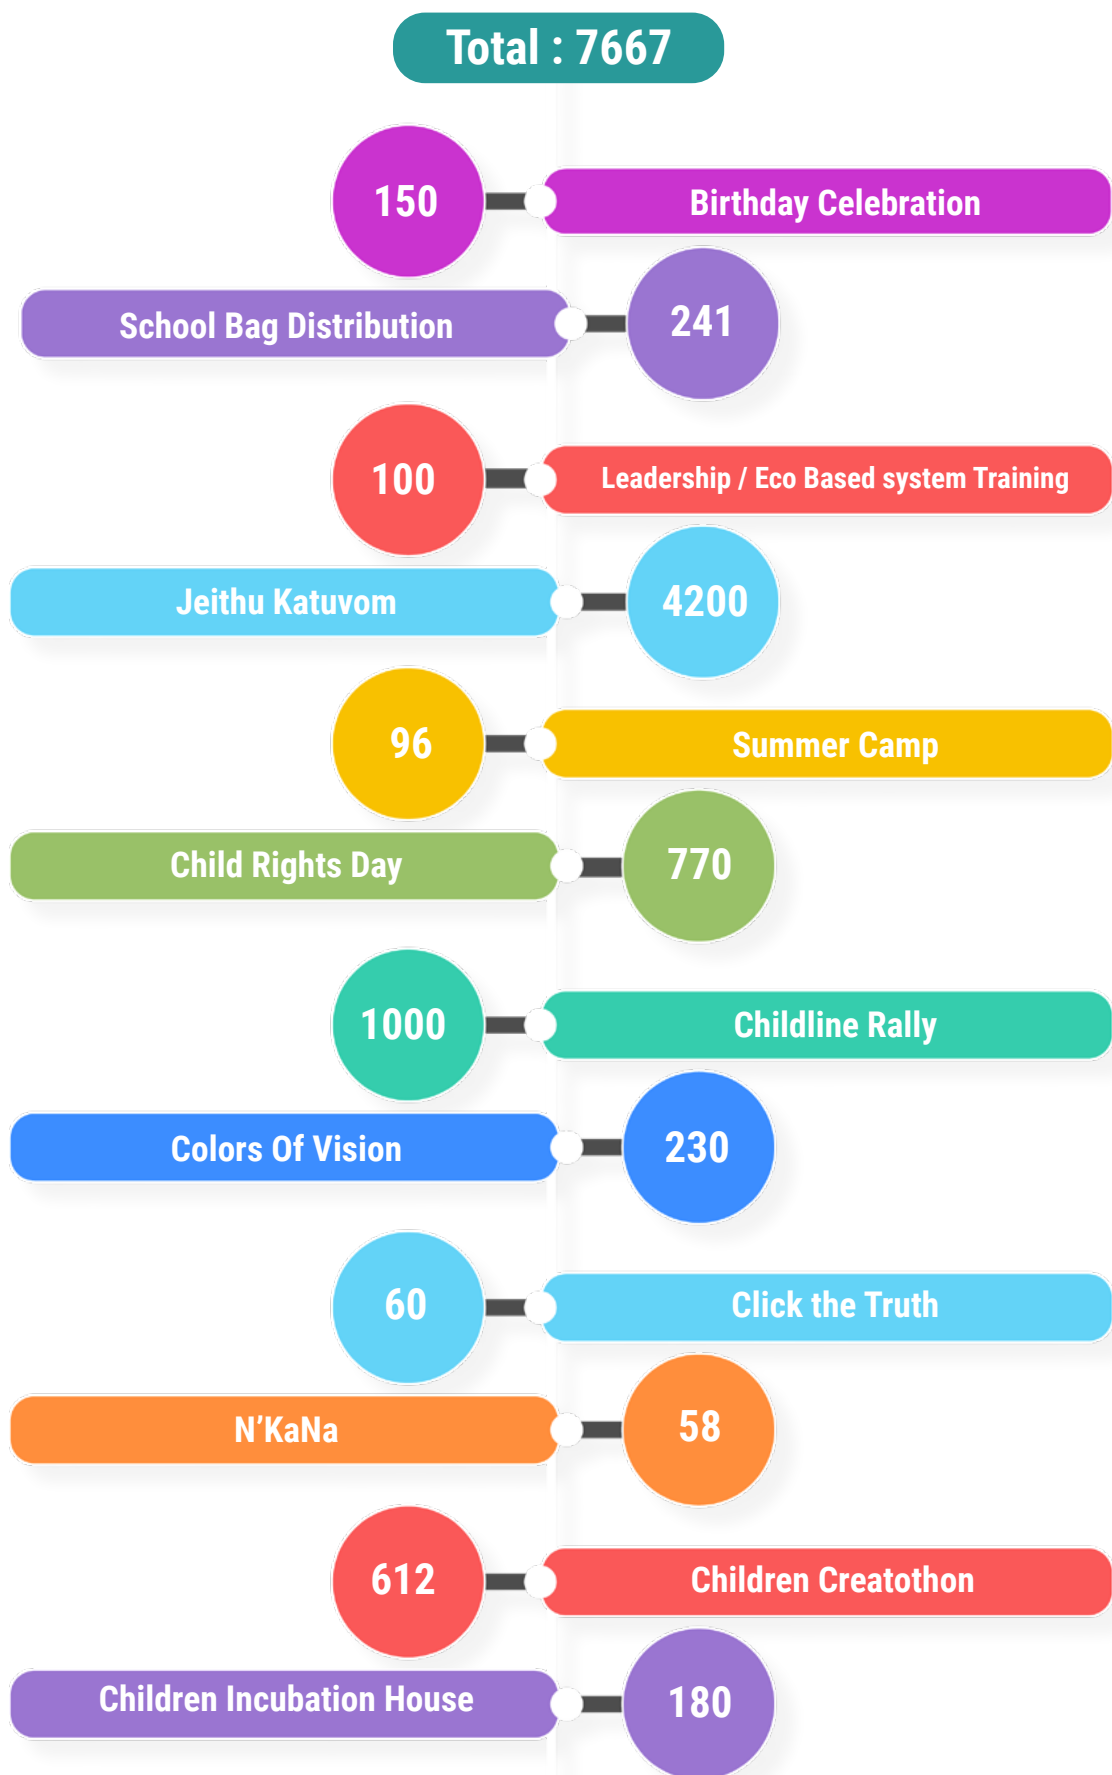 Total : 7667
150
Birthday Celebration
School Bag Distribution
241
100
Leadership / Eco Based system Training
Jeithu Katuvom
4200
96
Summer Camp
Child Rights Day
770
1000
Childline Rally
Colors Of Vision
230
60
Click the Truth
N’KaNa
58
612
Children Creatothon
Children Incubation House
180